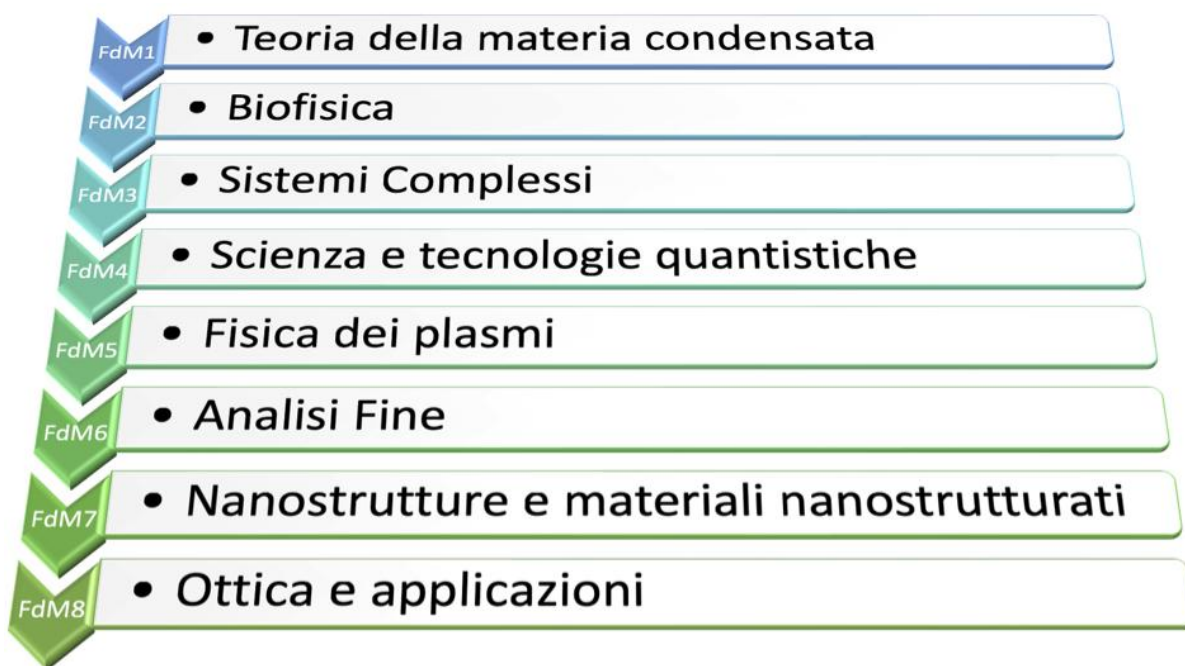 FdM1 • Teoria della materia condensata
FdM2 • Biofisica
FdM3 • Sistemi Complessi
FdM4 • Scienza e tecnologie quantistiche
FdM5 • Fisica dei plasmi
FdM6 • Analisi Fine
FdM7 • Nanostrutture e materiali nanostrutturati
FdM8 • Ottica e applicazioni